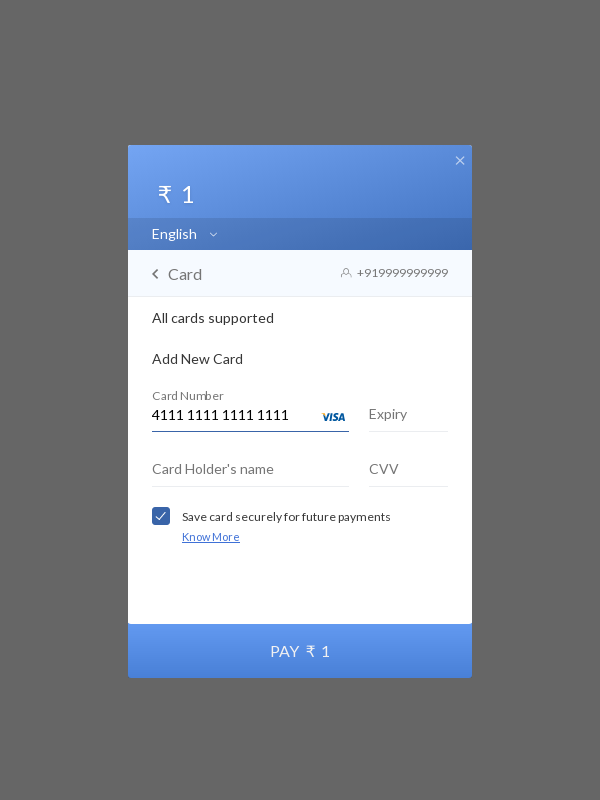 ₹ 1
English
Card
+919999999999
All cards supported
Add New Card
Card Number
4111 1111 1111 1111 VISA
Expiry
Card Holder's name
CVV
Save card securely for future payments
Know More
PAY ₹ 1